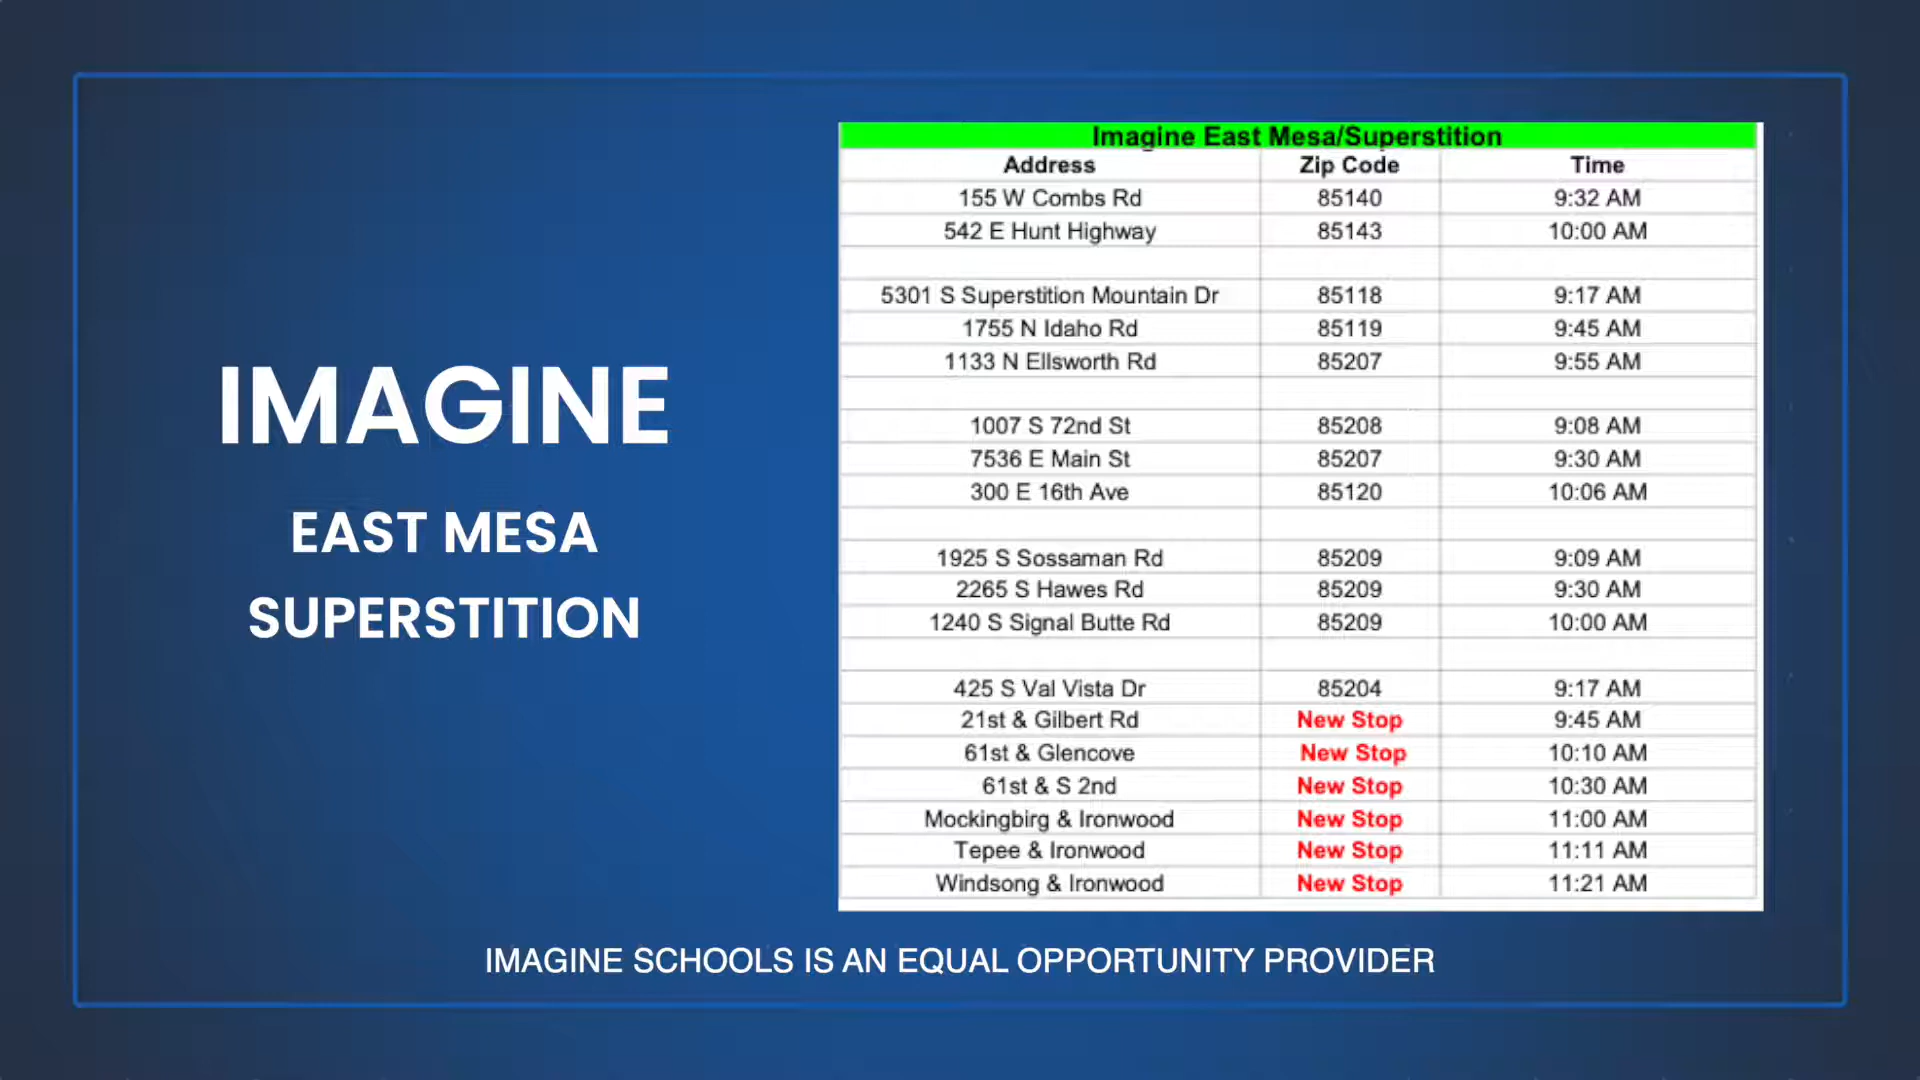 IMAGINE
EAST MESA
SUPERSTITION
Imagine East Mesa/Superstition
Address Zip Code Time
155 W Combs Rd 85140 9:32 AM
542 E Hunt Highway 85143 10:00 AM
5301 S Superstition Mountain Dr 85118 9:17 AM
1755 N Idaho Rd 85119 9:45 AM
1133 N Ellsworth Rd 85207 9:55 AM
1007 S 72nd St 85208 9:08 AM
7536 E Main St 85207 9:30 AM
300 E 16th Ave 85120 10:06 AM
1925 S Sossaman Rd 85209 9:09 AM
2265 S Hawes Rd 85209 9:30 AM
1240 S Signal Butte Rd 85209 10:00 AM
425 S Val Vista Dr 85204 9:17 AM
21st & Gilbert Rd New Stop 9:45 AM
61st & Glencove New Stop 10:10 AM
61st & S 2nd New Stop 10:30 AM
Mockingbirg & Ironwood New Stop 11:00 AM
Tepee & Ironwood New Stop 11:11 AM
Windsong & Ironwood New Stop 11:21 AM
IMAGINE SCHOOLS IS AN EQUAL OPPORTUNITY PROVIDER